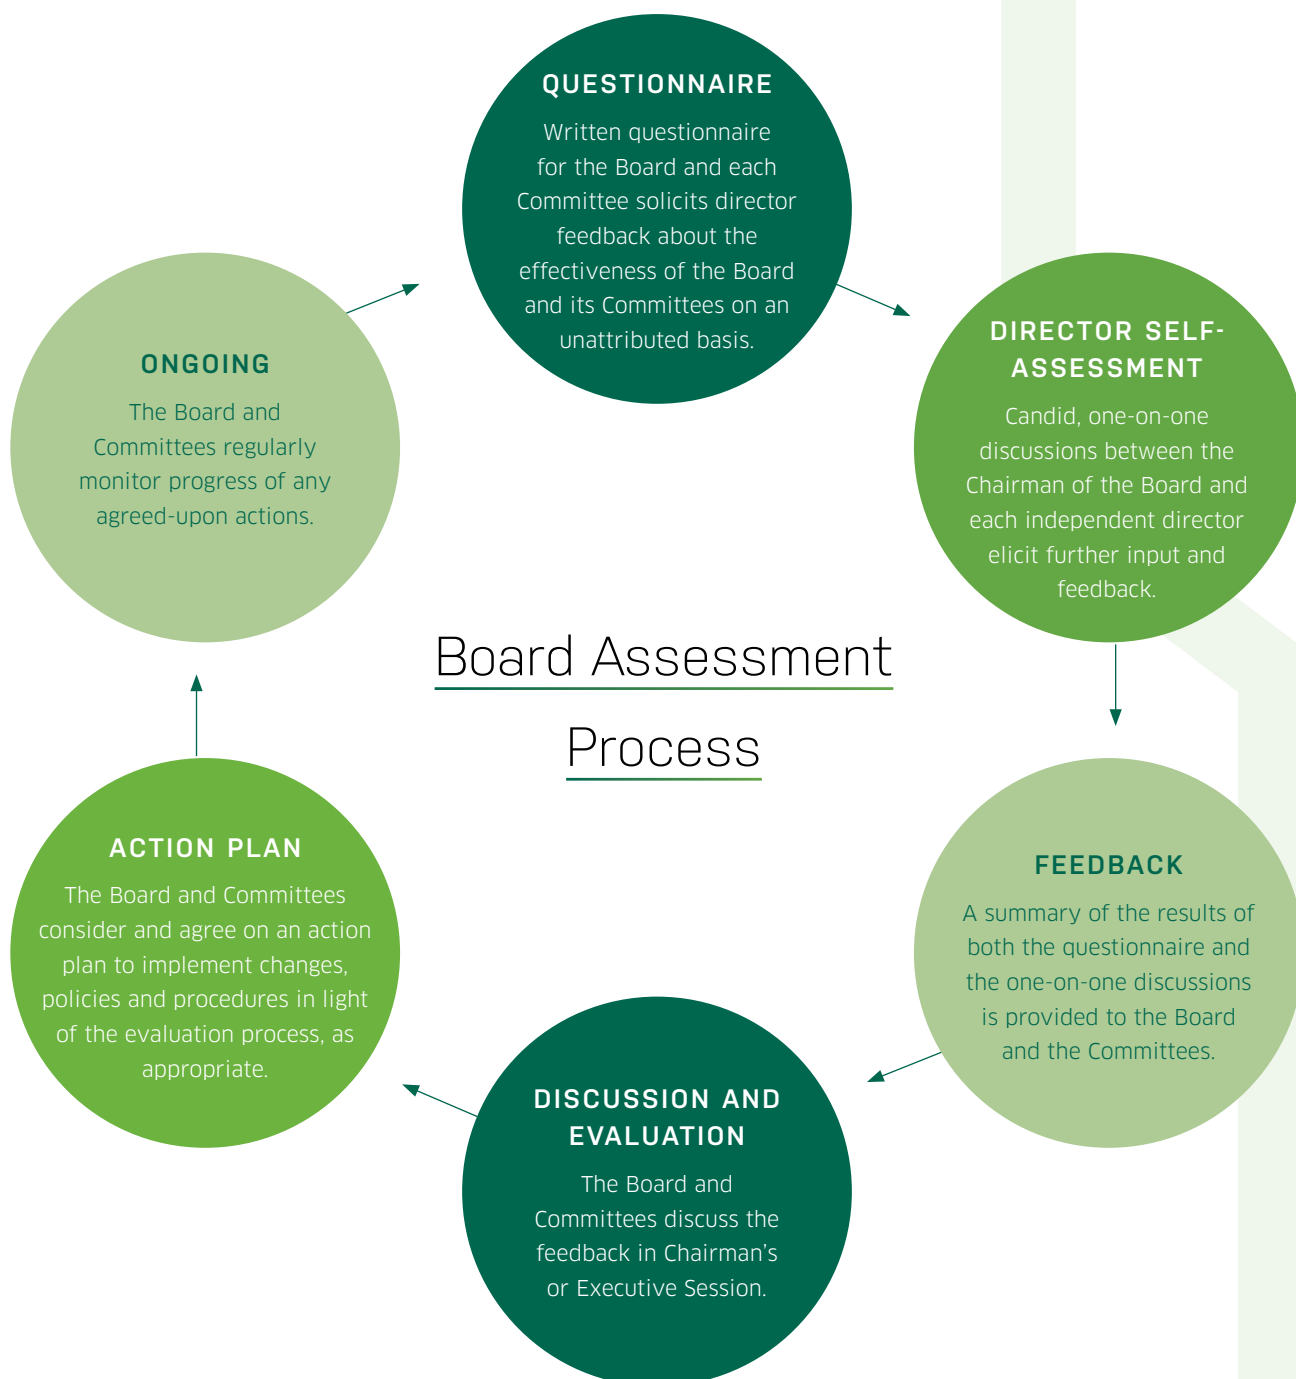 QUESTIONNAIRE
Written questionnaire
for the Board and each
Committee solicits director
feedback about the
effectiveness of the Board
and its Committees on an
unattributed basis.
DIRECTOR SELF-
ASSESSMENT
Candid, one-on-one
discussions between the
Chairman of the Board and
each independent director
elicit further input and
feedback.
FEEDBACK
A summary of the results of
both the questionnaire and
the one-on-one discussions
is provided to the Board
and the Committees.
DISCUSSION AND
EVALUATION
The Board and
Committees discuss the
feedback in Chairman’s
or Executive Session.
ACTION PLAN
The Board and Committees
consider and agree on an action
plan to implement changes,
policies and procedures in light
of the evaluation process, as
appropriate.
ONGOING
The Board and
Committees regularly
monitor progress of any
agreed-upon actions.
Board Assessment
Process